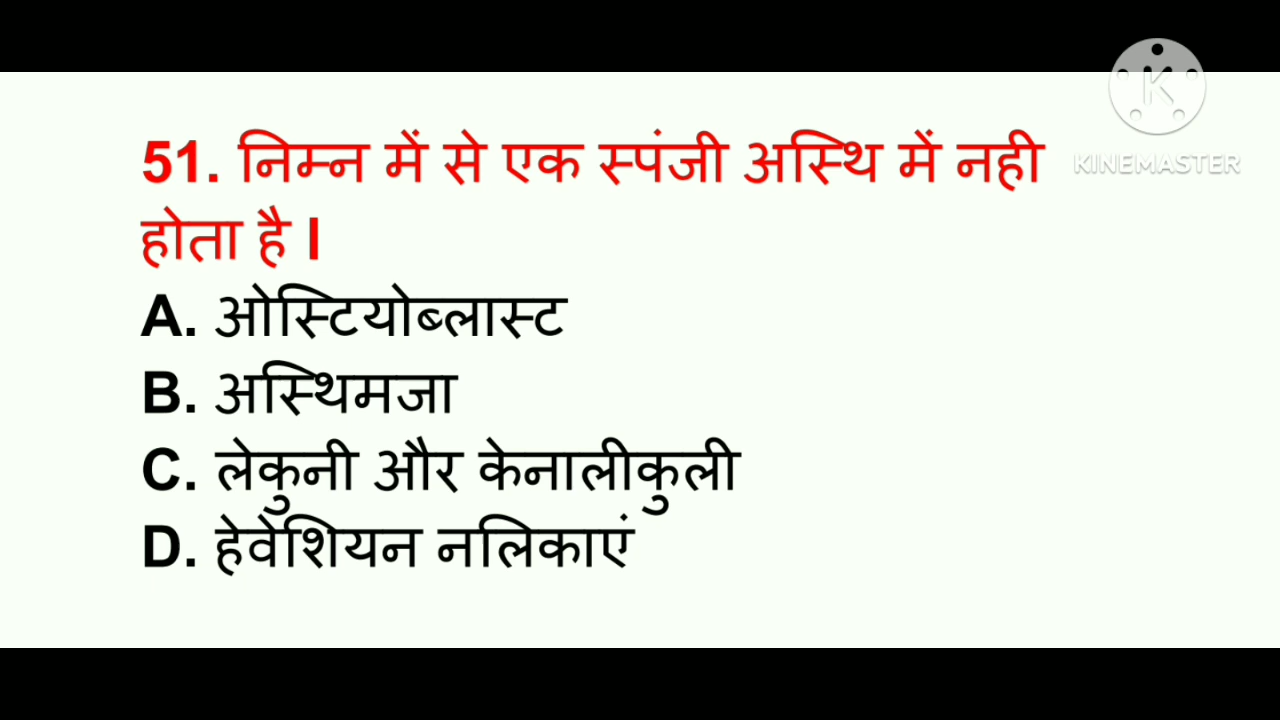 51. निम्न में से एक स्पंजी अस्थि में नही
होता है I
A. ओस्टियोब्लास्ट
B. अस्थिमजा
C. लेकुनी और केनालीकुली
D. हेवेशियन नलिकाएं
K
KINEMASTER